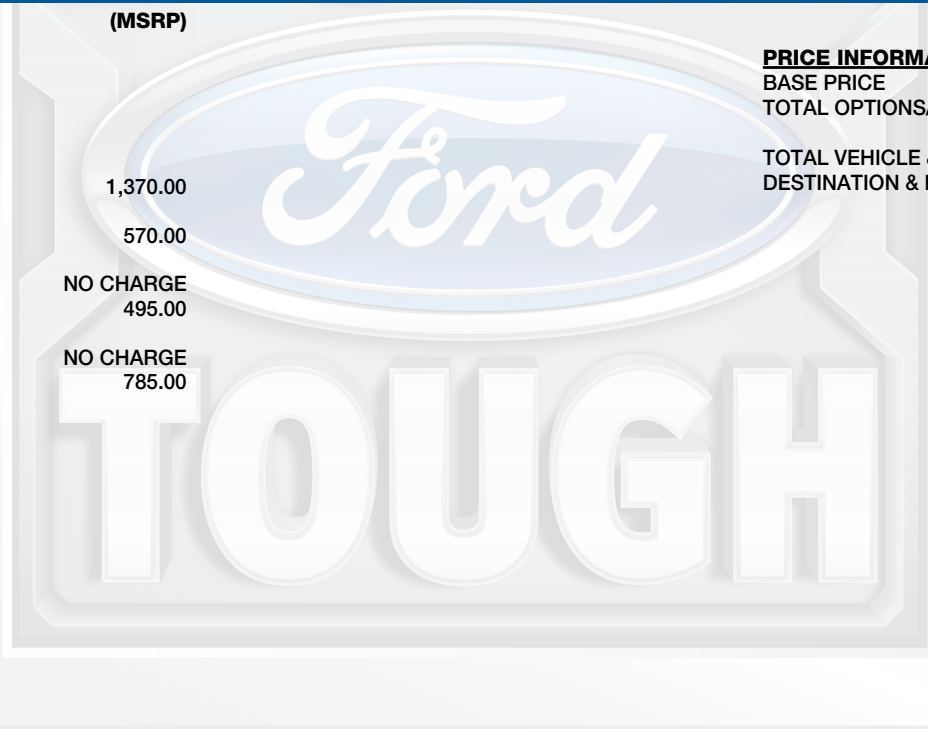 (MSRP)
1,370.00
570.00
NO CHARGE
495.00
NO CHARGE
785.00
PRICE INFORMA
BASE PRICE
TOTAL OPTIONS/
TOTAL VEHICLE &
DESTINATION &
Ford
TOUGH